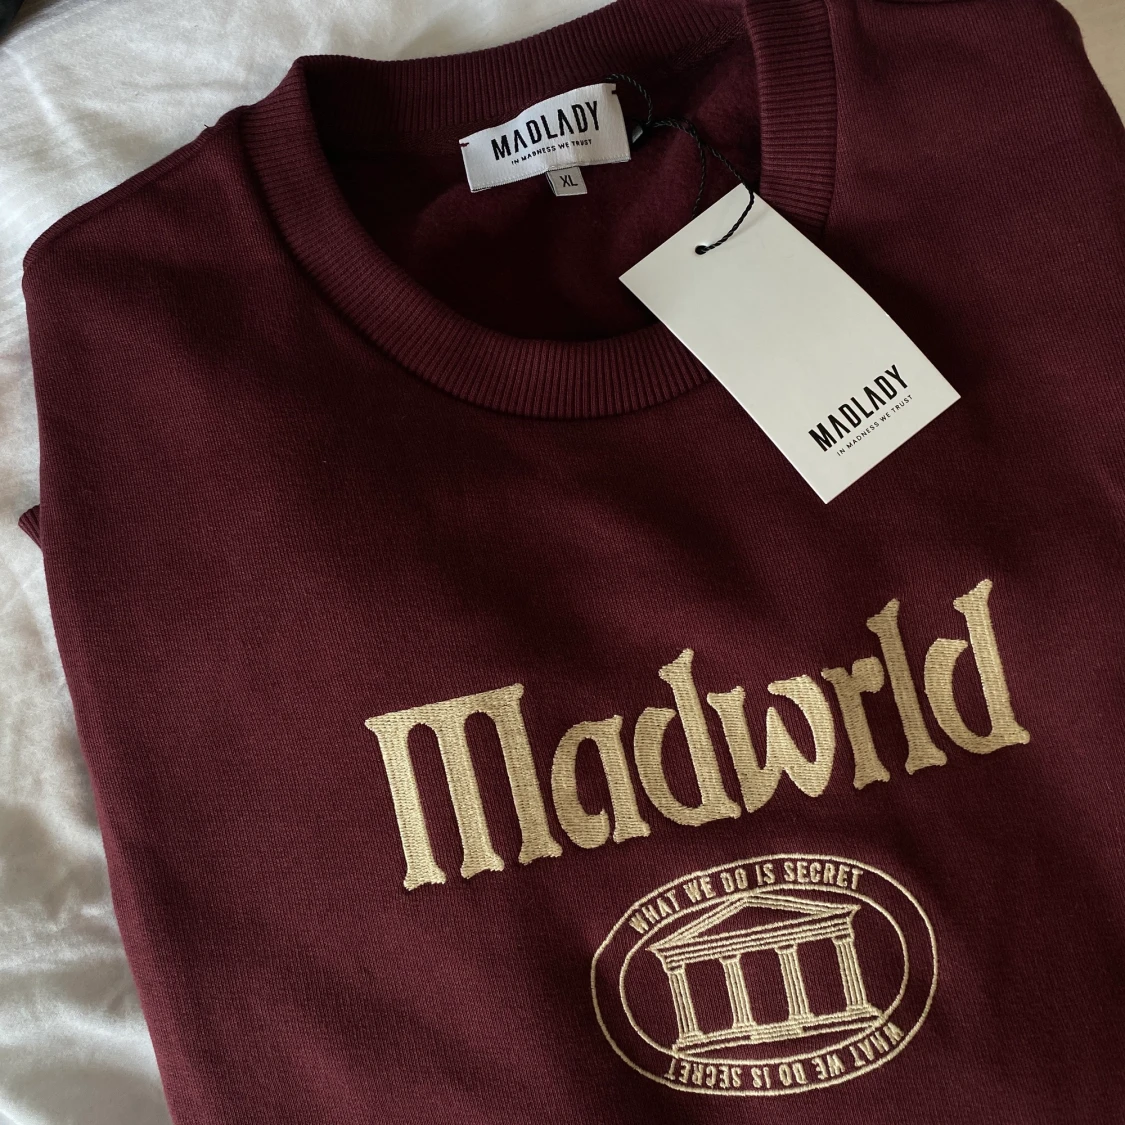 MADLADY
IN MADNESS WE TRUST
XL
MADLADY
IN MADNESS WE TRUST
Madwrld
WHAT WE DO IS SECRET
WHAT WE DO IS SECRET